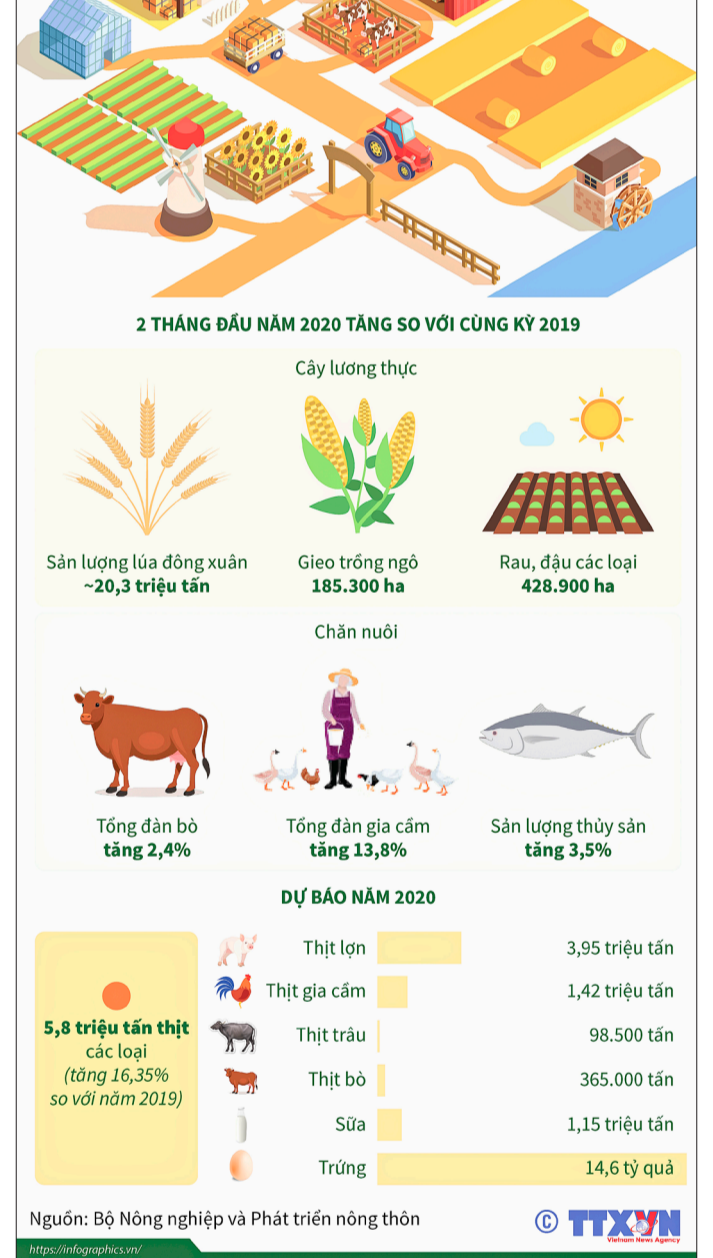 2 THÁNG ĐẦU NĂM 2020 TĂNG SO VỚI CÙNG KỲ 2019
Cây lương thực
Sản lượng lúa đông xuân
~20,3 triệu tấn
Gieo trồng ngô
185.300 ha
Rau, đậu các loại
428.900 ha
Chăn nuôi
Tổng đàn bò
tăng 2,4%
Tổng đàn gia cầm
tăng 13,8%
Sản lượng thủy sản
tăng 3,5%
DỰ BÁO NĂM 2020
5,8 triệu tấn thịt
các loại
(tăng 16,35%
so với năm 2019)
Thịt lợn 3,95 triệu tấn
Thịt gia cầm 1,42 triệu tấn
Thịt trâu 98.500 tấn
Thịt bò 365.000 tấn
Sữa 1,15 triệu tấn
Trứng 14,6 tỷ quả
Nguồn: Bộ Nông nghiệp và Phát triển nông thôn
© TTXVN
Vietnam News Agency
https://infographics.vn/